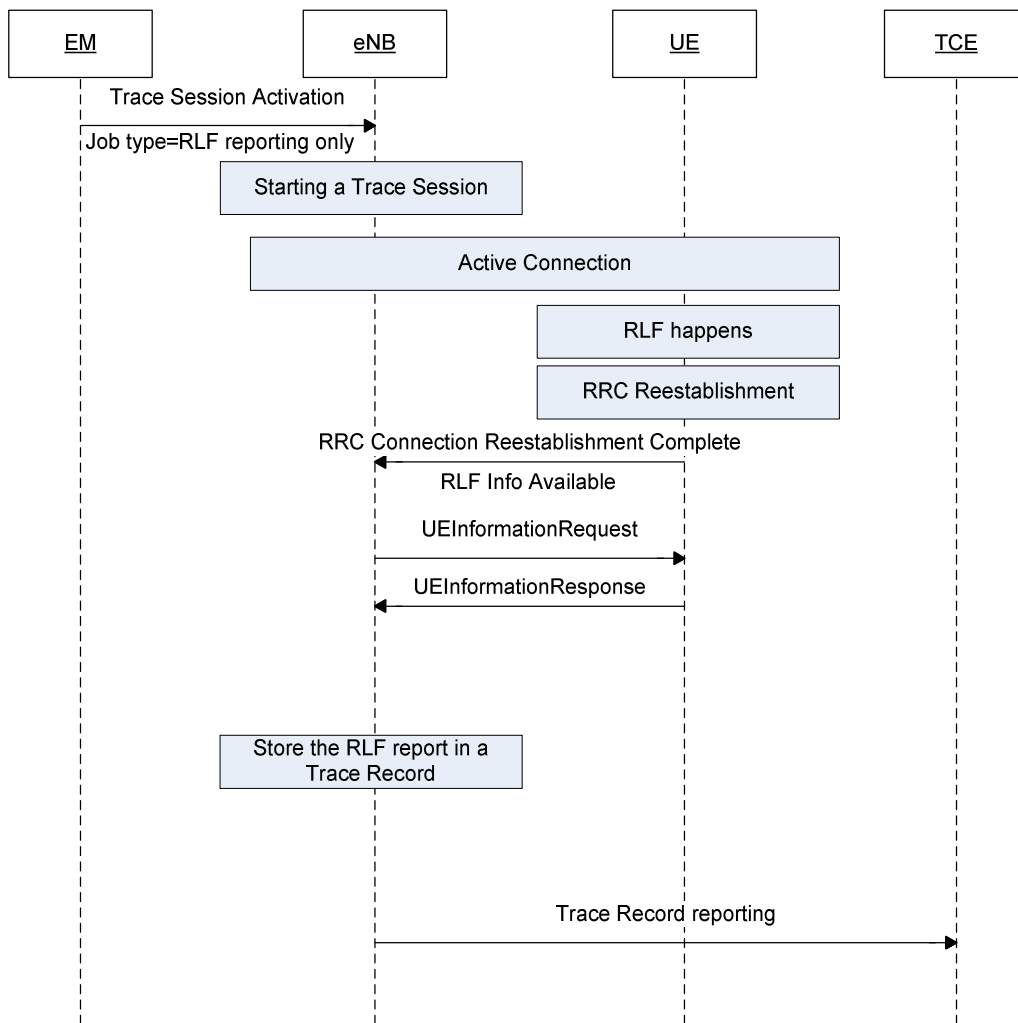 EM
eNB
UE
TCE
Trace Session Activation
Job type=RLF reporting only
Starting a Trace Session
Active Connection
RLF happens
RRC Reestablishment
RRC Connection Reestablishment Complete
RLF Info Available
UEInformationRequest
UEInformationResponse
Store the RLF report in a
Trace Record
Trace Record reporting